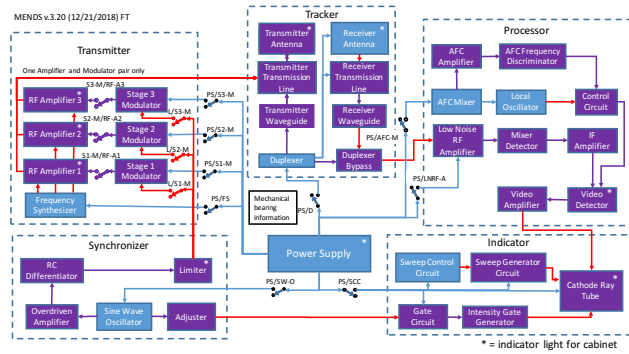 MENDS v.3.20 (12/21/2018) FT
Transmitter
One Amplifier and Modulator pair only
S3-M/RF-A3
RF Amplifier 3
*
Stage 3
Modulator
L/S3-M
PS/S3-M
S2-M/RF-A2
RF Amplifier 2
*
Stage 2
Modulator
L/S2-M
PS/S2-M
S1-M/RF-A1
RF Amplifier 1
*
Stage 1
Modulator
L/S1-M
PS/S1-M
Frequency
Synthesizer
PS/FS
Tracker
Transmitter
Antenna
*
Receiver
Antenna
*
Transmitter
Transmission
Line
Receiver
Transmission
Line
Transmitter
Waveguide
Receiver
Waveguide
PS/AFC-M
Duplexer
Duplexer
Bypass
Mechanical
bearing
information
PS/D
PS/LNRF-A
Processor
AFC
Amplifier
AFC Frequency
Discriminator
AFC Mixer
Local
Oscillator
Control
Circuit
*
Low Noise
RF
Amplifier
Mixer
Detector
IF
Amplifier
Video
Amplifier
Video
Detector
*
Synchronizer
RC
Differentiator
Limiter
*
Overdriven
Amplifier
Sine Wave
Oscillator
Adjuster
Power Supply
*
PS/SW-O
PS/SCC
Indicator
Sweep Control
Circuit
Sweep Generator
Circuit
*
Cathode Ray
Tube
*
Gate
Circuit
Intensity Gate
Generator
* = indicator light for cabinet